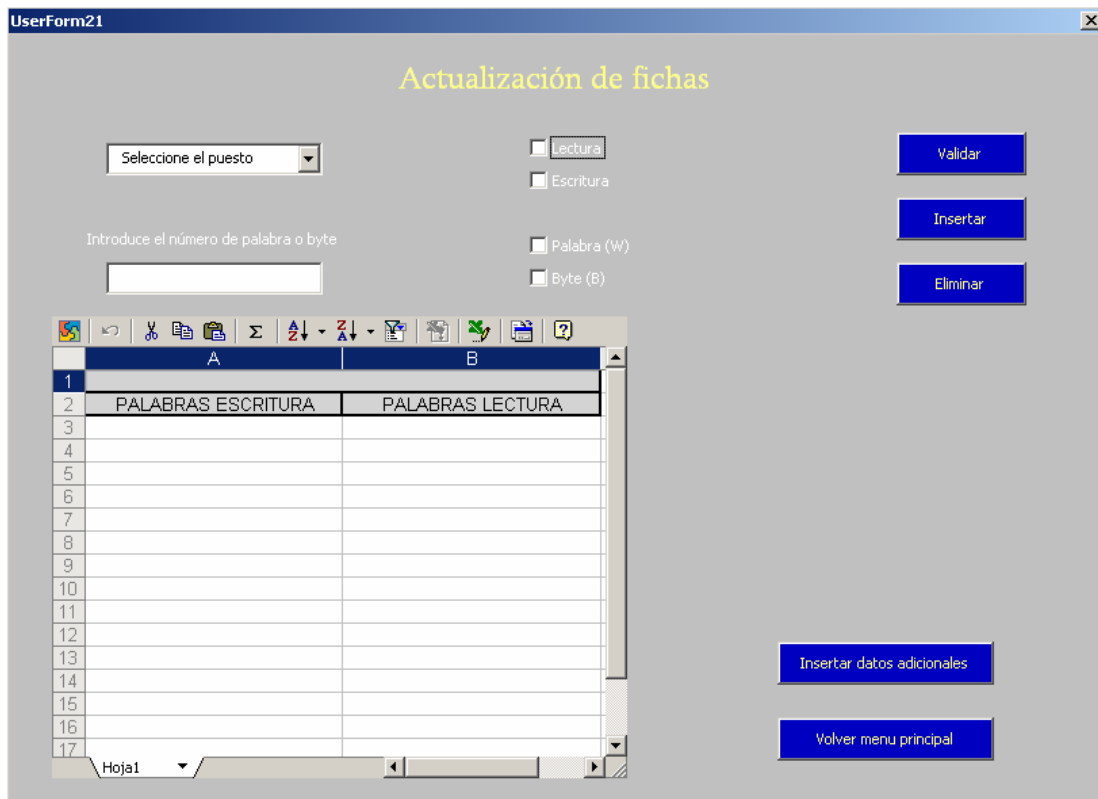 UserForm21
Actualización de fichas
Seleccione el puesto
Lectura
Escritura
Validar
Insertar
Introduce el número de palabra o byte
Palabra (W)
Byte (B)
Eliminar
A B
1
2 PALABRAS ESCRITURA PALABRAS LECTURA
3
4
5
6
7
8
9
10
11
12
13
14
15
16
17
Hoja1
Insertar datos adicionales
Volver menu principal